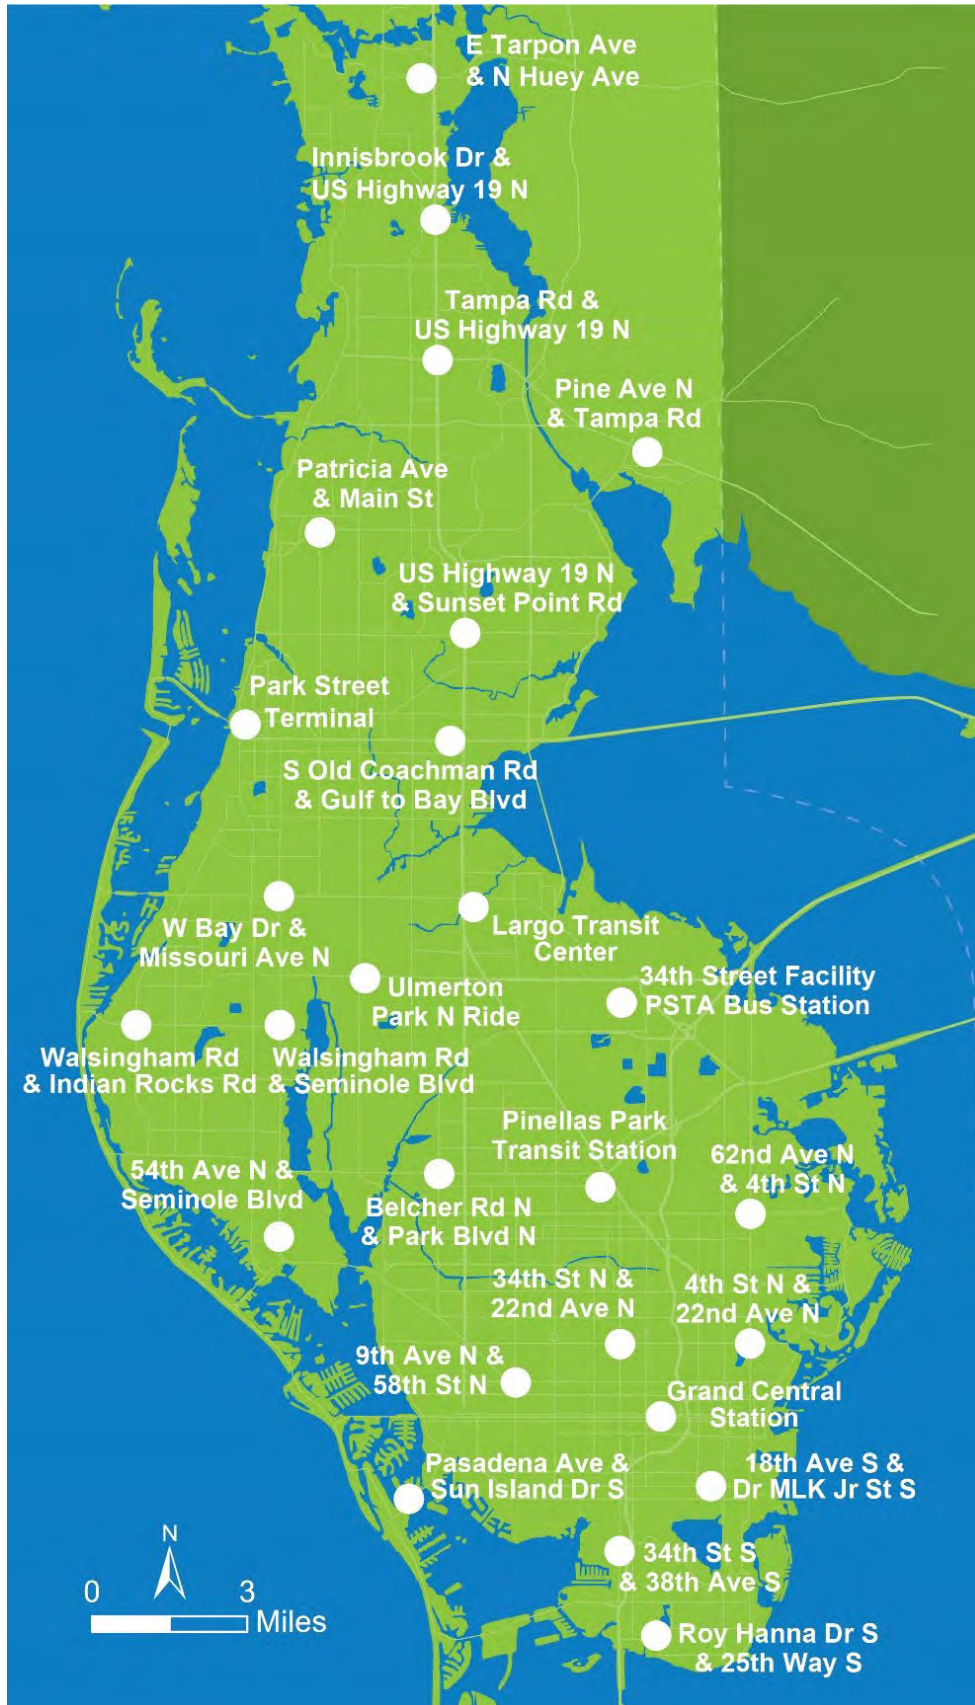 E Tarpon Ave
& N Huey Ave
Innisbrook Dr &
US Highway 19 N
Tampa Rd &
US Highway 19 N
Pine Ave N
& Tampa Rd
Patricia Ave
& Main St
US Highway 19 N
& Sunset Point Rd
Park Street
Terminal
S Old Coachman Rd
& Gulf to Bay Blvd
W Bay Dr &
Missouri Ave N
Largo Transit
Center
34th Street Facility
PSTA Bus Station
Ulmerton
Park N Ride
Walsingham Rd
& Indian Rocks Rd
Walsingham Rd
& Seminole Blvd
Pinellas Park
Transit Station
62nd Ave N
& 4th St N
54th Ave N &
Seminole Blvd
Belcher Rd N
& Park Blvd N
34th St N &
22nd Ave N
4th St N &
22nd Ave N
9th Ave N &
58th St N
Grand Central
Station
Pasadena Ave &
Sun Island Dr S
18th Ave S &
Dr MLK Jr St S
34th St S
& 38th Ave S
Roy Hanna Dr S
& 25th Way S
N
0 3
Miles